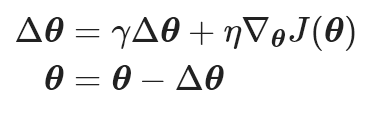 Δ𝜽 = γΔ𝜽 + η∇𝜽J(𝜽)
𝜽 = 𝜽 − Δ𝜽